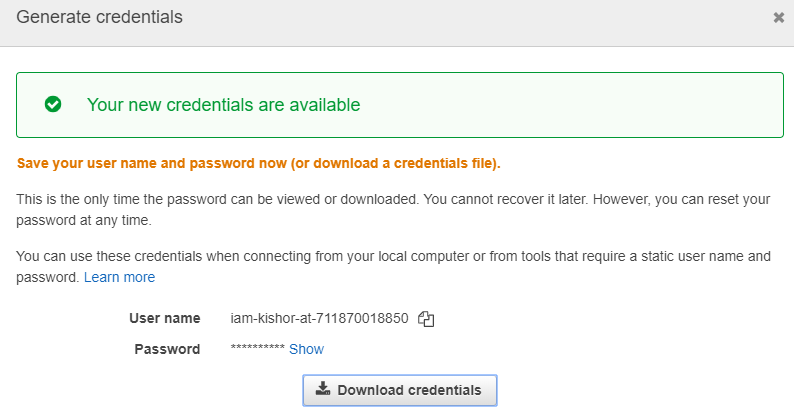 Generate credentials
Your new credentials are available
Save your user name and password now (or download a credentials file).
This is the only time the password can be viewed or downloaded. You cannot recover it later. However, you can reset your
password at any time.
You can use these credentials when connecting from your local computer or from tools that require a static user name and
password. Learn more
User name iam-kishor-at-711870018850
Password ********** Show
Download credentials